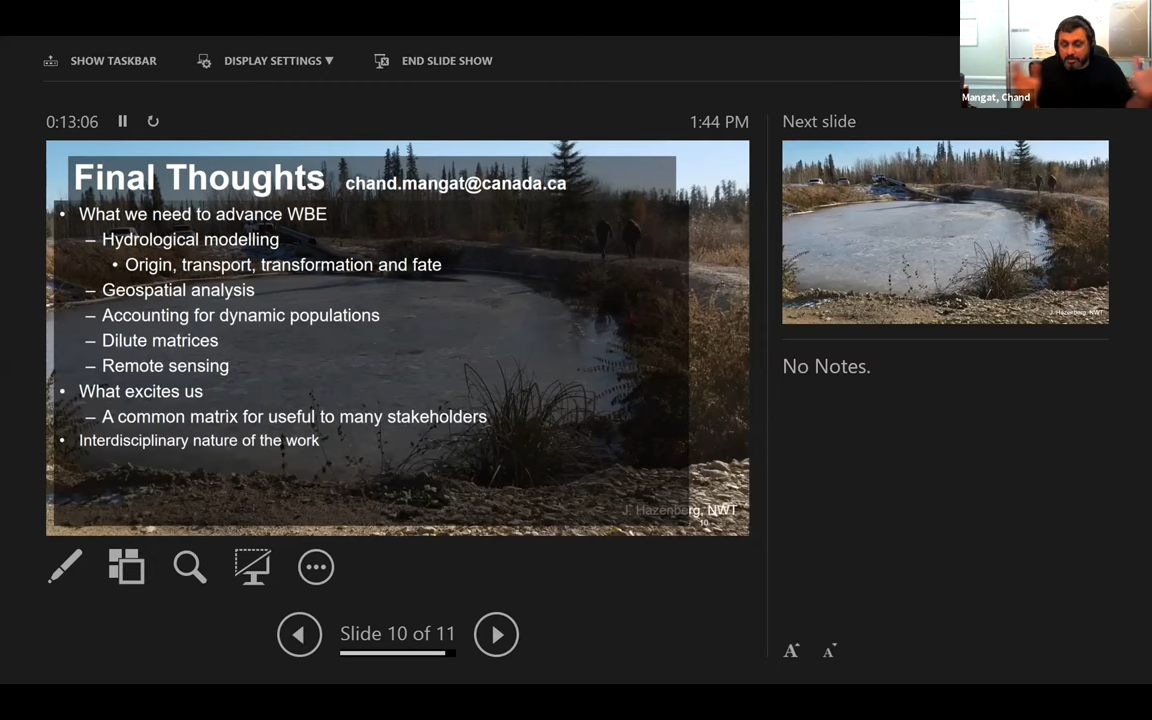 SHOW TASKBAR
DISPLAY SETTINGS ▼
END SLIDE SHOW
Mangat, Chand
0:13:06
1:44 PM
Next slide
Final Thoughts chand.mangat@canada.ca
• What we need to advance WBE
– Hydrological modelling
• Origin, transport, transformation and fate
– Geospatial analysis
– Accounting for dynamic populations
– Dilute matrices
– Remote sensing
• What excites us
– A common matrix for useful to many stakeholders
• Interdisciplinary nature of the work
J. Hazenberg, NWT
10
J. Hazenberg, NWT
No Notes.
Slide 10 of 11
A A